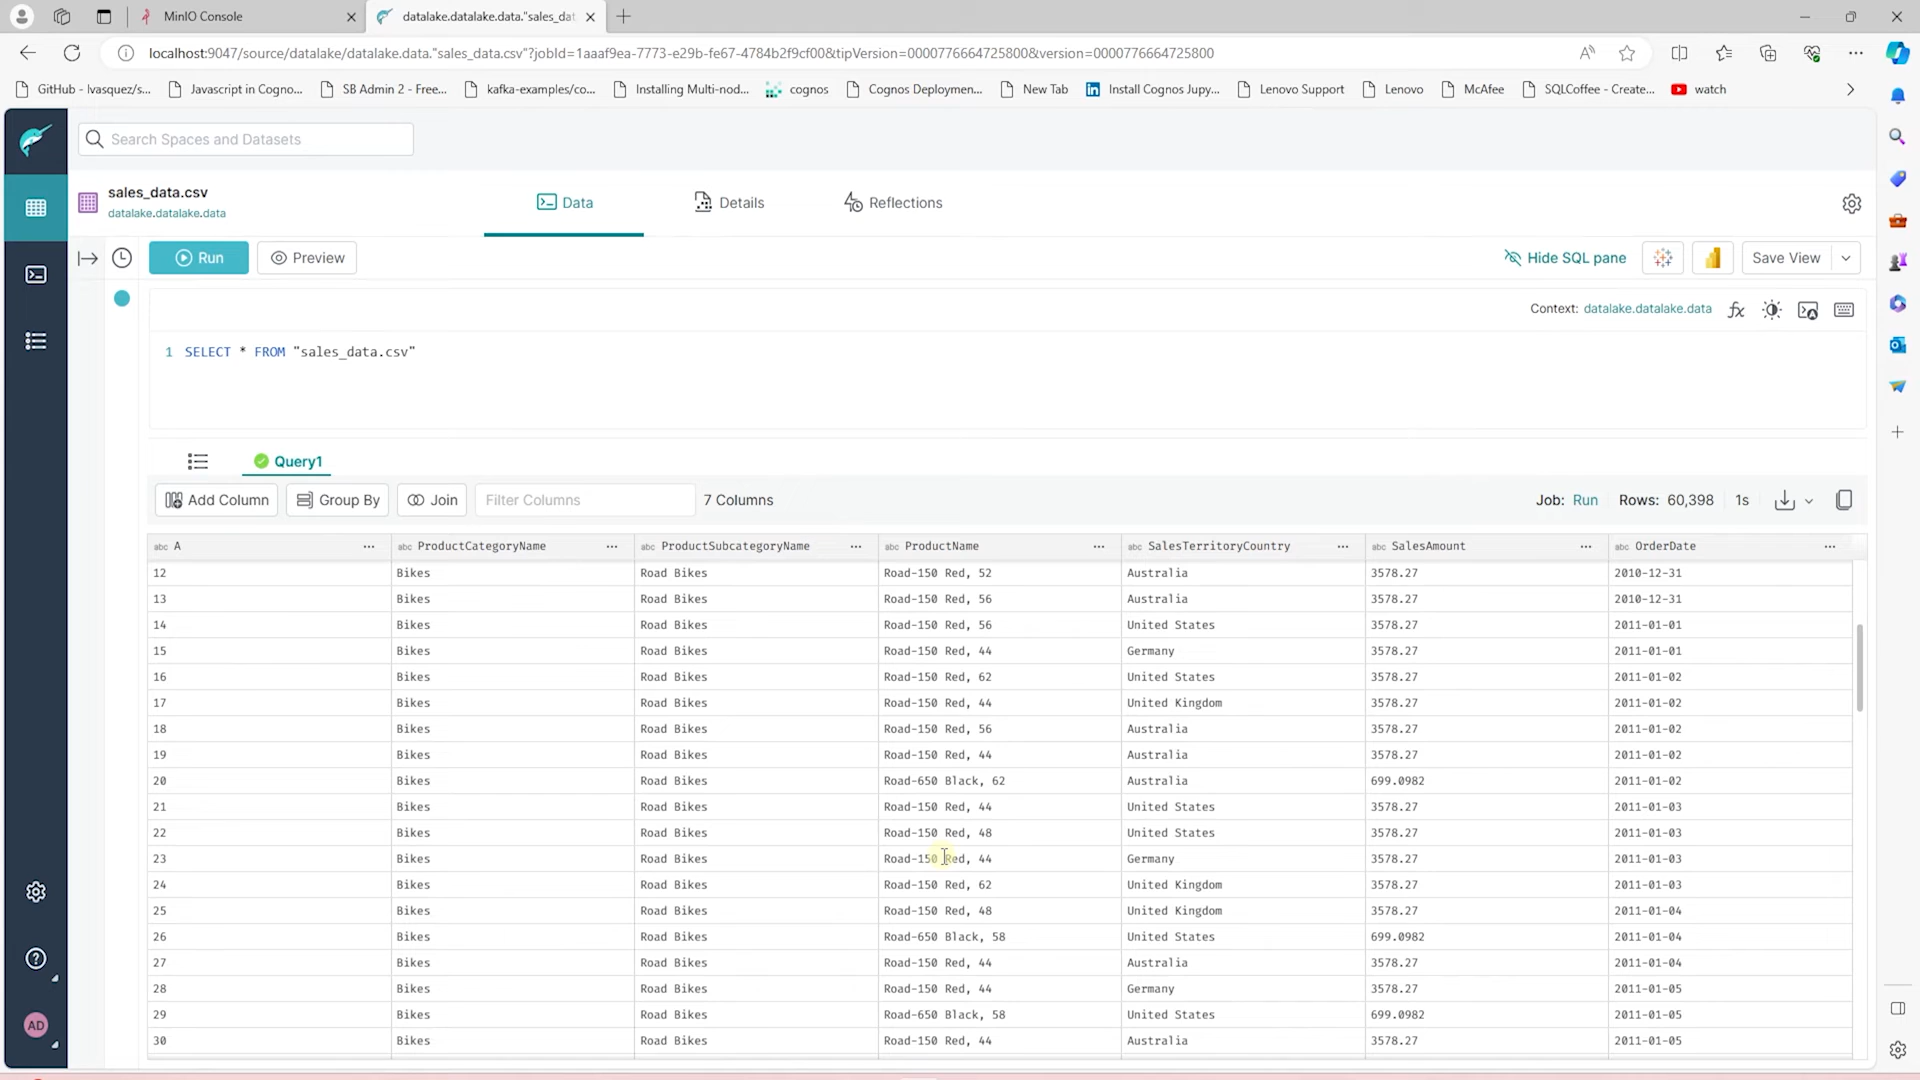 MinIO Console
datalake.datalake.data."sales_dat
localhost:9047/source/datalake/datalake.data."sales_data.csv"?jobId=1aaaf9ea-7773-e29b-fe67-4784b2f9cf00&tipVersion=0000776664725800&version=0000776664725800
GitHub - lvasquez/s... Javascript in Cogno... SB Admin 2 - Free... kafka-examples/co... Installing Multi-nod... cognos Cognos Deploymen... New Tab Install Cognos Jupy... Lenovo Support Lenovo McAfee SQLCoffee - Create... watch
Search Spaces and Datasets
sales_data.csv
datalake.datalake.data
Data Details Reflections
Run Preview Hide SQL pane Save View
Context: datalake.datalake.data fx
1 SELECT * FROM "sales_data.csv"
Query1
Add Column Group By Join Filter Columns 7 Columns Job: Run Rows: 60,398 1s
abc A ... abc ProductCategoryName ... abc ProductSubcategoryName ... abc ProductName ... abc SalesTerritoryCountry ... abc SalesAmount ... abc OrderDate ...
12 Bikes Road Bikes Road-150 Red, 52 Australia 3578.27 2010-12-31
13 Bikes Road Bikes Road-150 Red, 56 Australia 3578.27 2010-12-31
14 Bikes Road Bikes Road-150 Red, 56 United States 3578.27 2011-01-01
15 Bikes Road Bikes Road-150 Red, 44 Germany 3578.27 2011-01-01
16 Bikes Road Bikes Road-150 Red, 62 United States 3578.27 2011-01-02
17 Bikes Road Bikes Road-150 Red, 44 United Kingdom 3578.27 2011-01-02
18 Bikes Road Bikes Road-150 Red, 56 Australia 3578.27 2011-01-02
19 Bikes Road Bikes Road-150 Red, 44 Australia 3578.27 2011-01-02
20 Bikes Road Bikes Road-650 Black, 62 Australia 699.0982 2011-01-02
21 Bikes Road Bikes Road-150 Red, 44 United States 3578.27 2011-01-03
22 Bikes Road Bikes Road-150 Red, 48 United States 3578.27 2011-01-03
23 Bikes Road Bikes Road-150 Red, 44 Germany 3578.27 2011-01-03
24 Bikes Road Bikes Road-150 Red, 62 United Kingdom 3578.27 2011-01-03
25 Bikes Road Bikes Road-150 Red, 48 United Kingdom 3578.27 2011-01-04
26 Bikes Road Bikes Road-650 Black, 58 United States 699.0982 2011-01-04
27 Bikes Road Bikes Road-150 Red, 44 Australia 3578.27 2011-01-04
28 Bikes Road Bikes Road-150 Red, 44 Germany 3578.27 2011-01-05
29 Bikes Road Bikes Road-650 Black, 58 United States 699.0982 2011-01-05
30 Bikes Road Bikes Road-150 Red, 44 Australia 3578.27 2011-01-05
AD